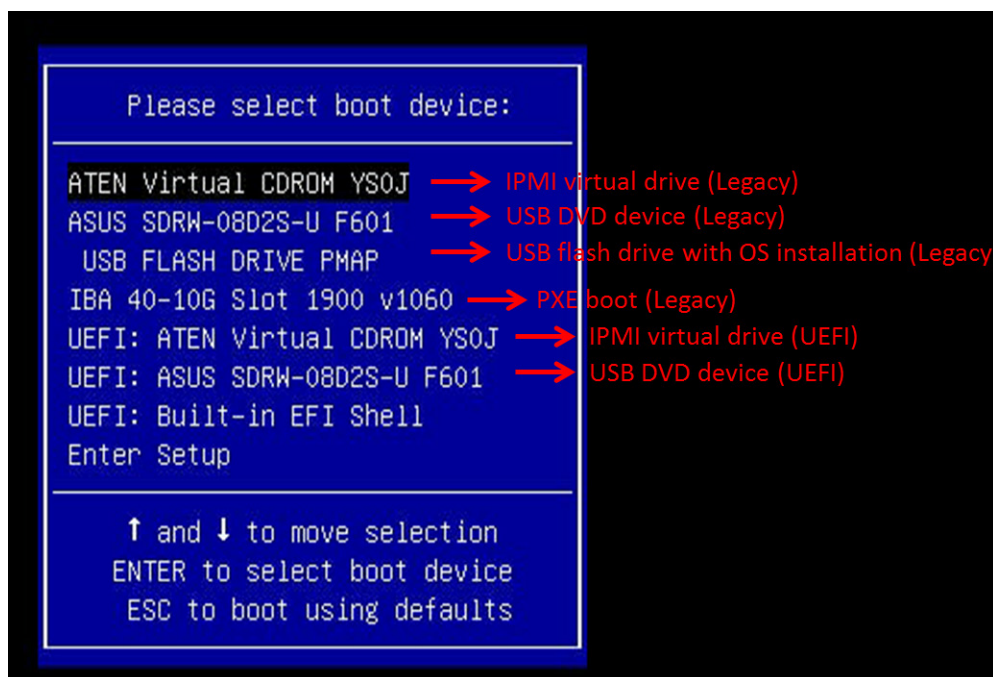 Please select boot device:
ATEN Virtual CDROM YS0J → IPMI virtual drive (Legacy)
ASUS SDRW-08D2S-U F601 → USB DVD device (Legacy)
USB FLASH DRIVE PMAP → USB flash drive with OS installation (Legacy
IBA 40-10G Slot 1900 v1060 → PXE boot (Legacy)
UEFI: ATEN Virtual CDROM YS0J → IPMI virtual drive (UEFI)
UEFI: ASUS SDRW-08D2S-U F601 → USB DVD device (UEFI)
UEFI: Built-in EFI Shell
Enter Setup
↑ and ↓ to move selection
ENTER to select boot device
ESC to boot using defaults